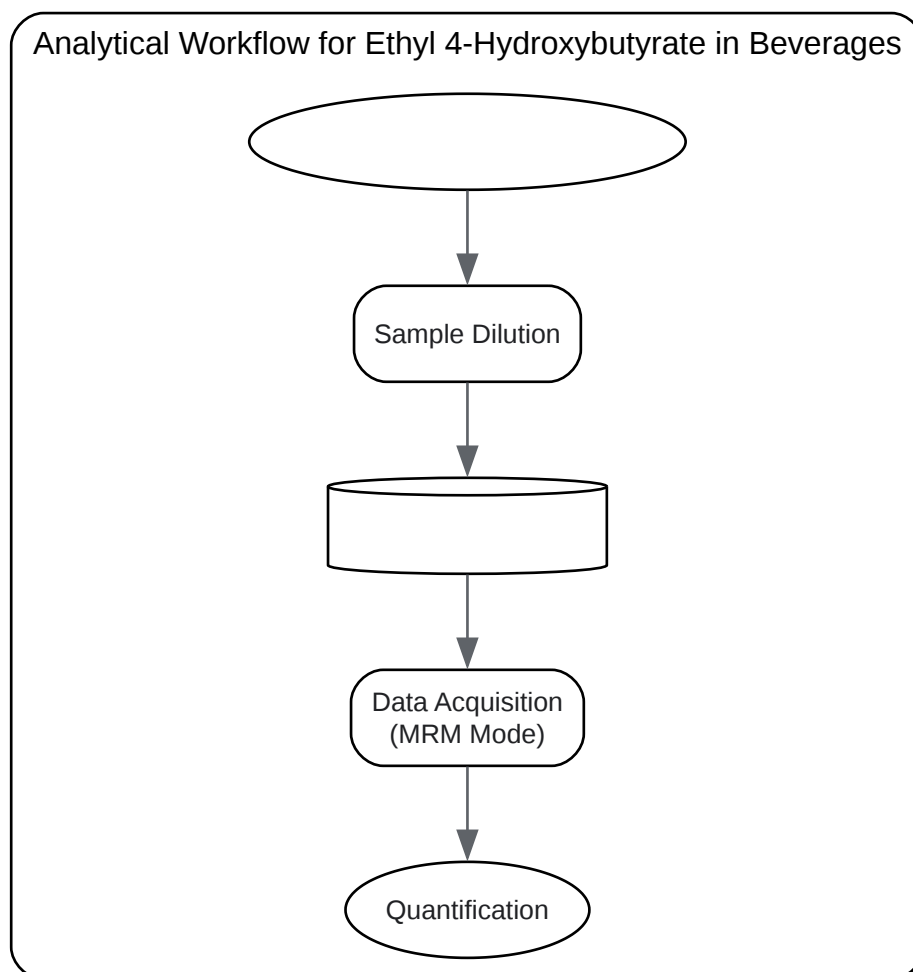 Analytical Workflow for Ethyl 4-Hydroxybutyrate in Beverages
Sample Dilution
Data Acquisition
(MRM Mode)
Quantification